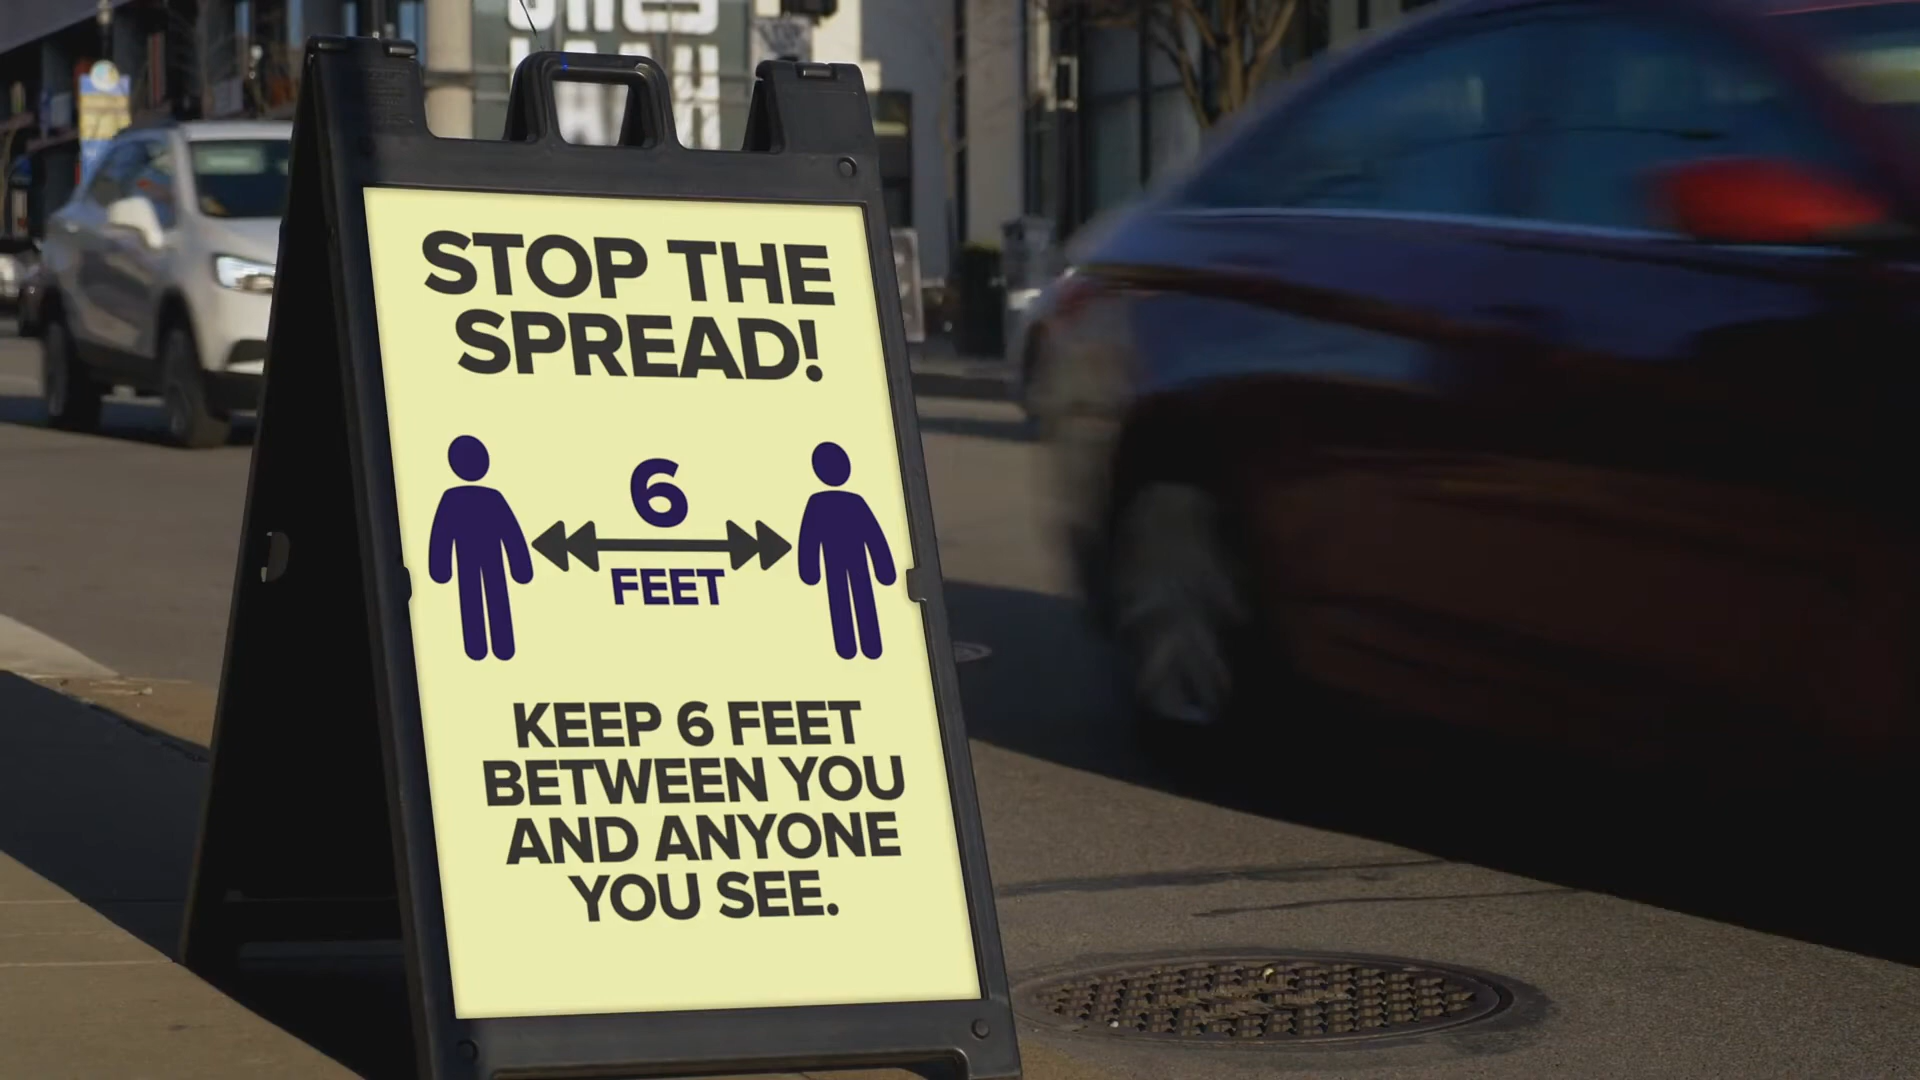 STOP THE
SPREAD!
6
FEET
KEEP 6 FEET
BETWEEN YOU
AND ANYONE
YOU SEE.